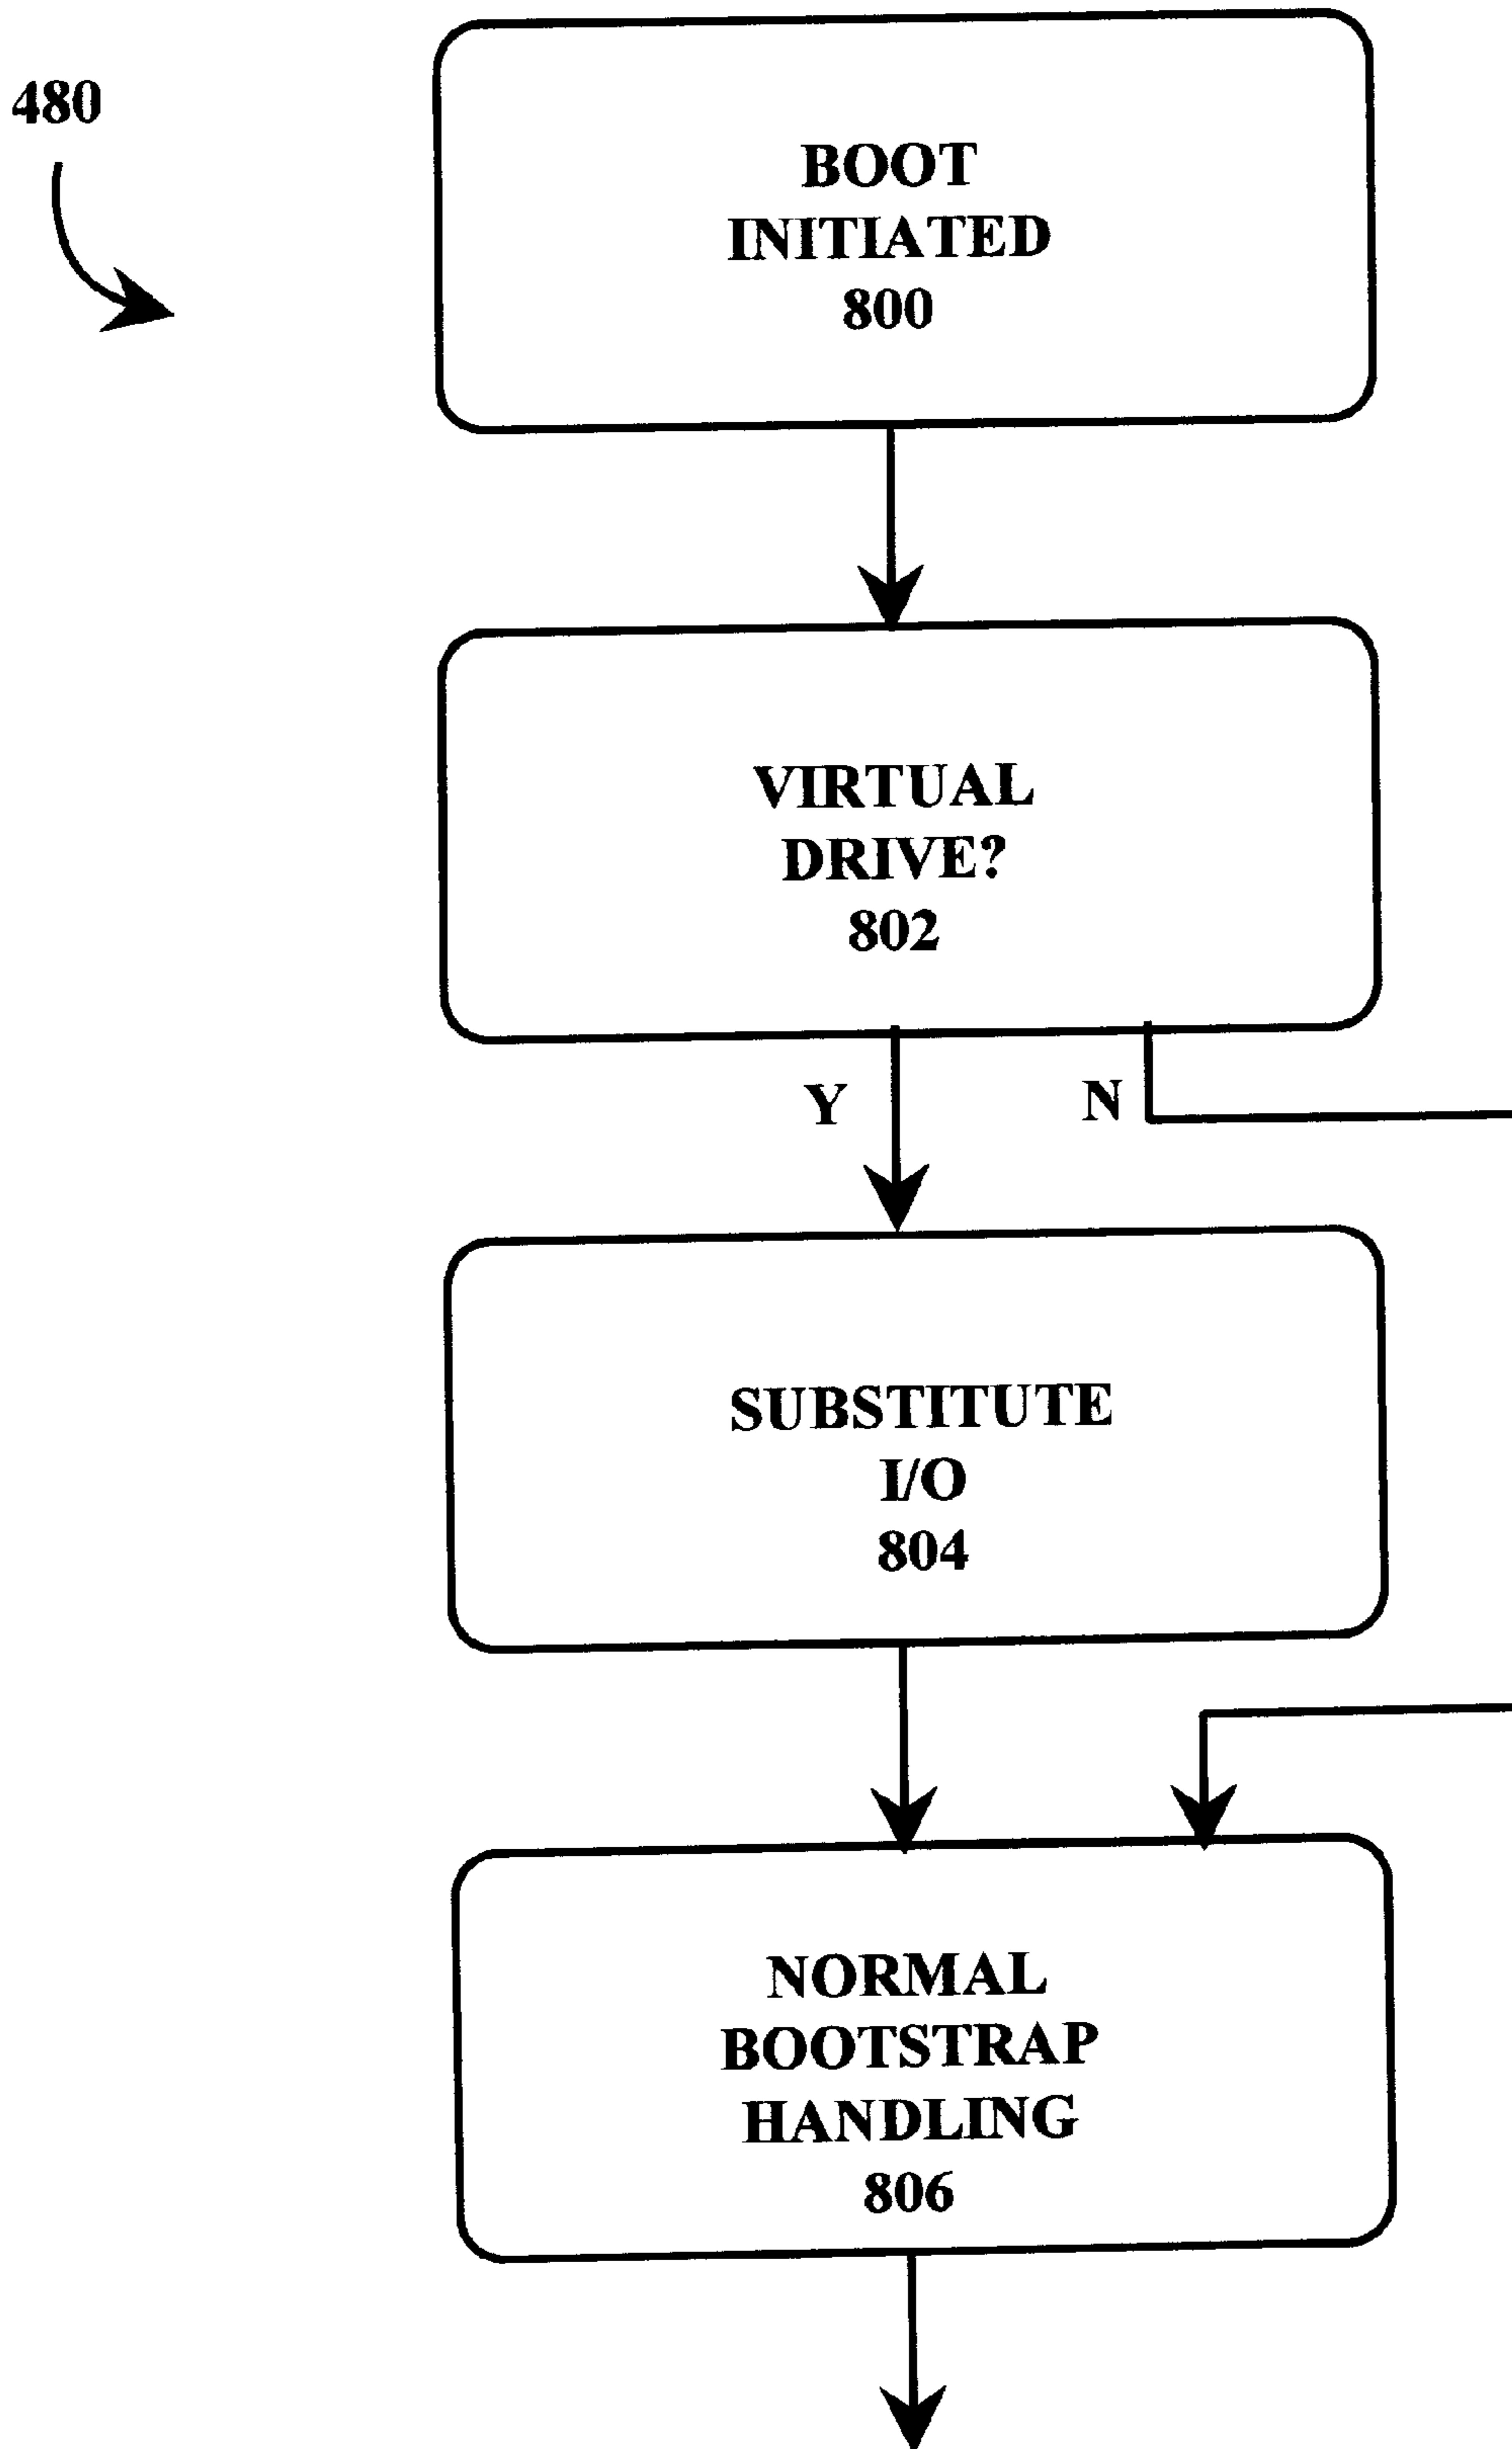 480
BOOT
INITIATED
800
VIRTUAL
DRIVE?
802
Y
N
SUBSTITUTE
I/O
804
NORMAL
BOOTSTRAP
HANDLING
806